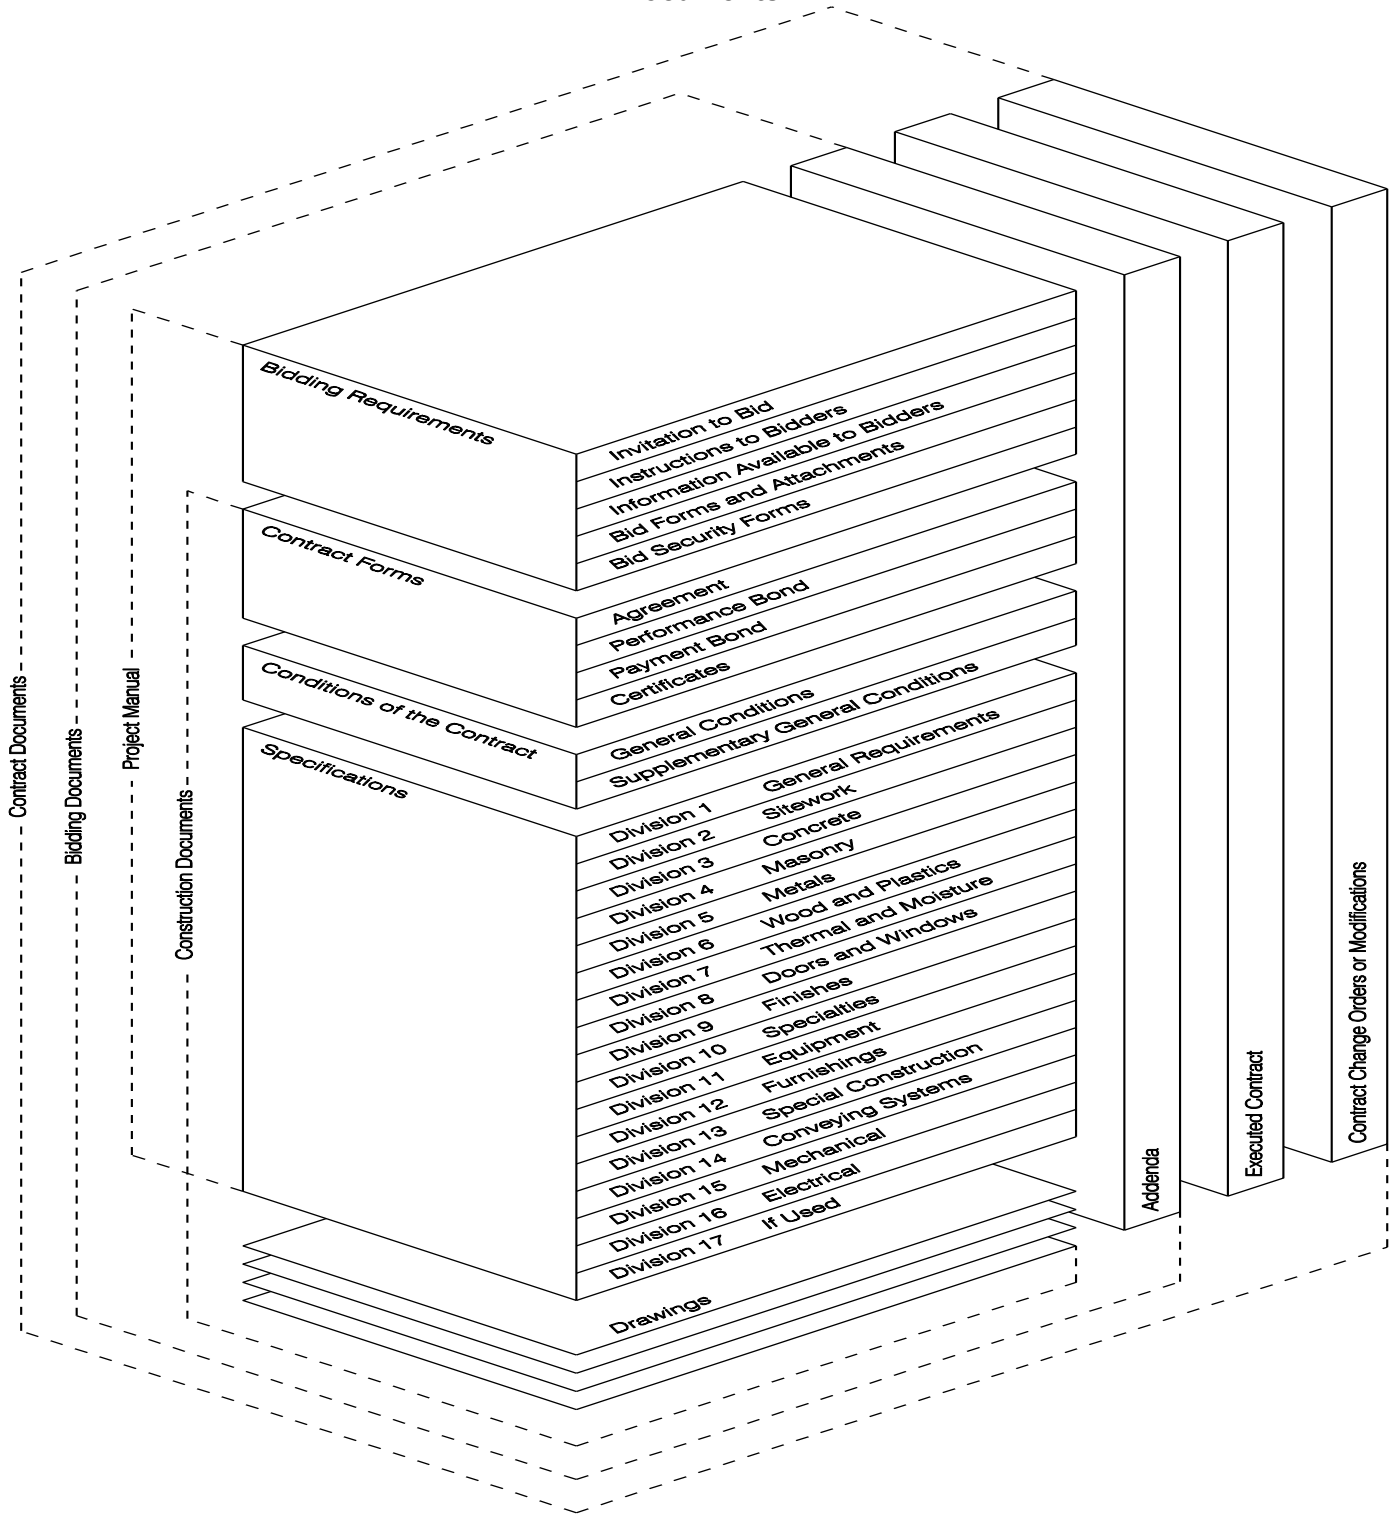 Bidding Requirements
Invitation to Bid
Instructions to Bidders
Information Available to Bidders
Bid Forms and Attachments
Bid Security Forms
Contract Forms
Agreement
Performance Bond
Payment Bond
Certificates
Conditions of the Contract
General Conditions
Supplementary General Conditions
Specifications
Division 1 General Requirements
Division 2 Sitework
Division 3 Concrete
Division 4 Masonry
Division 5 Metals
Division 6 Wood and Plastics
Division 7 Thermal and Moisture
Division 8 Doors and Windows
Division 9 Finishes
Division 10 Specialties
Division 11 Equipment
Division 12 Furnishings
Division 13 Special Construction
Division 14 Conveying Systems
Division 15 Mechanical
Division 16 Electrical
Division 17 If Used
Drawings
Contract Documents
Bidding Documents
Project Manual
Construction Documents
Addenda
Executed Contract
Contract Change Orders or Modifications